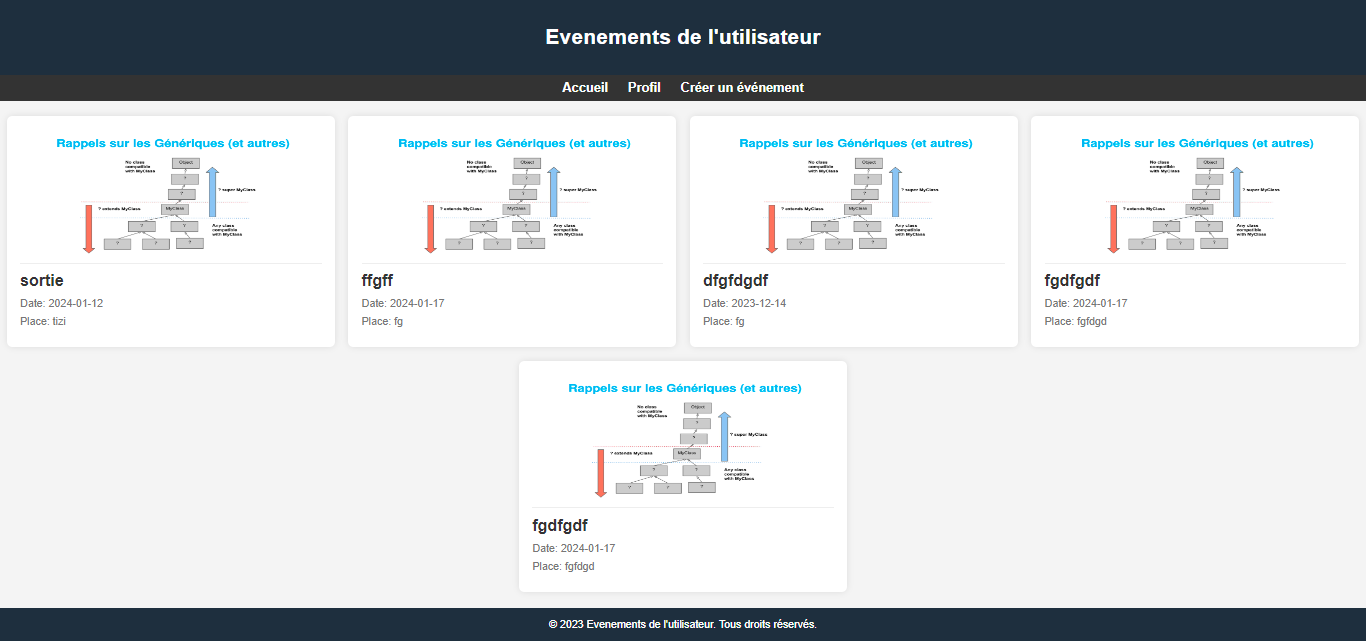 Evenements de l'utilisateur
Accueil Profil Créer un événement
Rappels sur les Génériques (et autres)
No class
compatible
with MyClass
Object
?
?
? super MyClass
? extends MyClass
MyClass
?
?
Any class
compatible
with MyClass
?
?
?
sortie
Date: 2024-01-12
Place: tizi
Rappels sur les Génériques (et autres)
No class
compatible
with MyClass
Object
?
?
? super MyClass
? extends MyClass
MyClass
?
?
Any class
compatible
with MyClass
?
?
?
ffgff
Date: 2024-01-17
Place: fg
Rappels sur les Génériques (et autres)
No class
compatible
with MyClass
Object
?
?
? super MyClass
? extends MyClass
MyClass
?
?
Any class
compatible
with MyClass
?
?
?
dfgfdgdf
Date: 2023-12-14
Place: fg
Rappels sur les Génériques (et autres)
No class
compatible
with MyClass
Object
?
?
? super MyClass
? extends MyClass
MyClass
?
?
Any class
compatible
with MyClass
?
?
?
fgdfgdf
Date: 2024-01-17
Place: fgfdgd
Rappels sur les Génériques (et autres)
No class
compatible
with MyClass
Object
?
?
? super MyClass
? extends MyClass
MyClass
?
?
Any class
compatible
with MyClass
?
?
?
fgdfgdf
Date: 2024-01-17
Place: fgfdgd
© 2023 Evenements de l'utilisateur. Tous droits réservés.